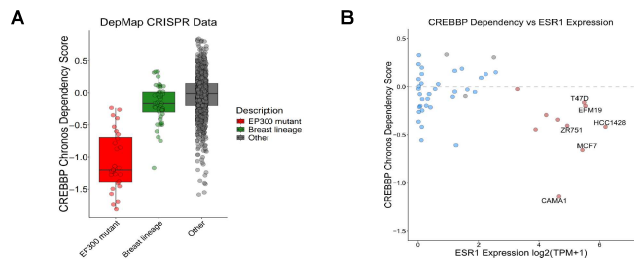 A
DepMap CRISPR Data
CREBBP Chronos Dependency Score
0.5
0.0
−0.5
−1.0
−1.5
EP300 mutant
Breast lineage
Other
Description
EP300 mutant
Breast lineage
Other
B
CREBBP Dependency vs ESR1 Expression
CREBBP Chronos Dependency Score
0.5
0.0
−0.5
−1.0
−1.5
T47D
EFM19
HCC1428
ZR751
MCF7
CAMA1
0
2
4
6
ESR1 Expression log2(TPM+1)